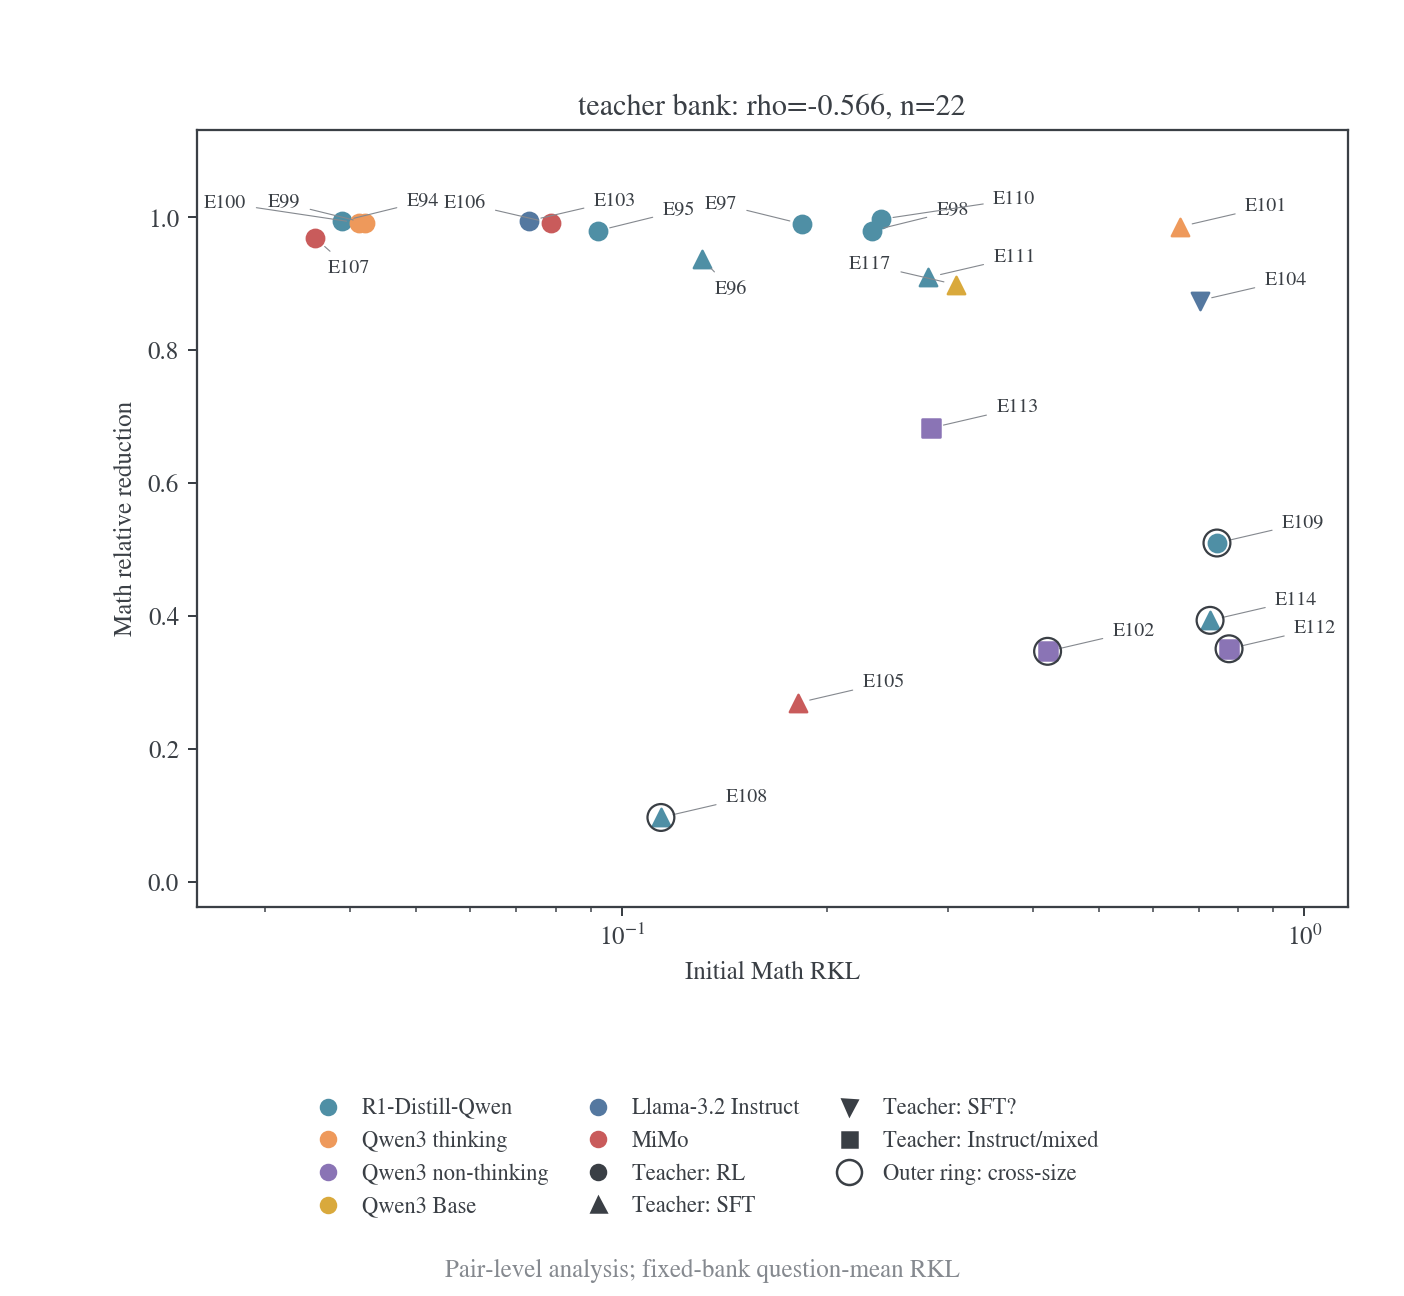 teacher bank: rho=-0.566, n=22
E100 E99 E94 E106 E103 E95 E97 E110 E98 E101
E107 E96 E117 E111 E104
E113
E109
E114
E112
E102
E105
E108
1.0
0.8
0.6
0.4
0.2
0.0
Math relative reduction
10⁻¹ 10⁰
Initial Math RKL
R1-Distill-Qwen
Qwen3 thinking
Qwen3 non-thinking
Qwen3 Base
Llama-3.2 Instruct
MiMo
Teacher: RL
Teacher: SFT
Teacher: SFT?
Teacher: Instruct/mixed
Outer ring: cross-size
Pair-level analysis; fixed-bank question-mean RKL